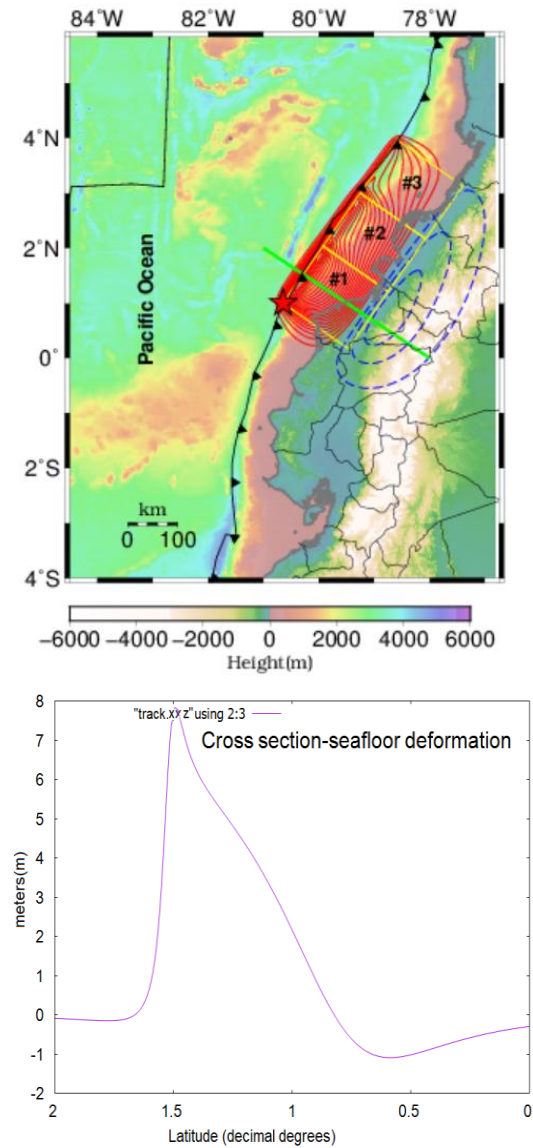 84˚W 82˚W 80˚W 78˚W
4˚N
#3
#2
2˚N
#1
Pacific Ocean
0˚
2˚S
km
0 100
4˚S
−6000 −4000 −2000 0 2000 4000 6000
Height(m)
8
"track.xyz" using 2:3
7
Cross section-seafloor deformation
6
5
4
meters(m)
3
2
1
0
-1
-2
2 1.5 1 0.5 0
Latitude (decimal degrees)